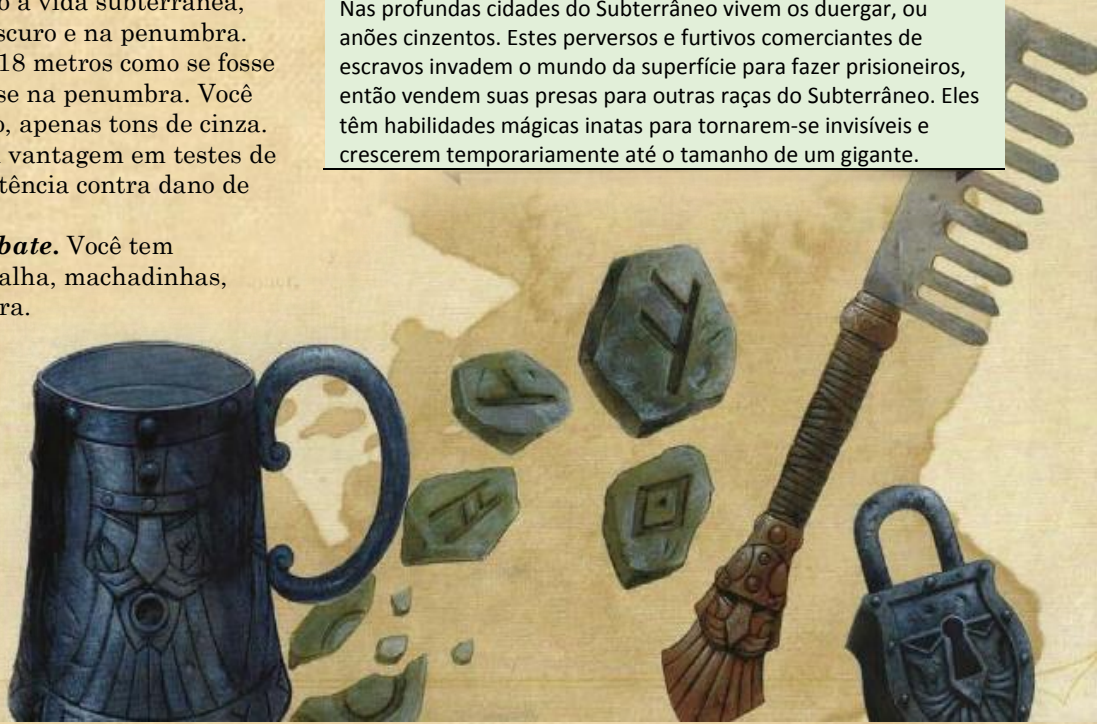 o à vida subterrânea,
scuro e na penumbra.
18 metros como se fosse
se na penumbra. Você
o, apenas tons de cinza.
vantagem em testes de
tência contra dano de
bate. Você tem
alha, machadinhas,
ra.
Nas profundas cidades do Subterrâneo vivem os duergar, ou
anões cinzentos. Estes perversos e furtivos comerciantes de
escravos invadem o mundo da superfície para fazer prisioneiros,
então vendem suas presas para outras raças do Subterrâneo. Eles
têm habilidades mágicas inatas para tornarem-se invisíveis e
crescerem temporariamente até o tamanho de um gigante.